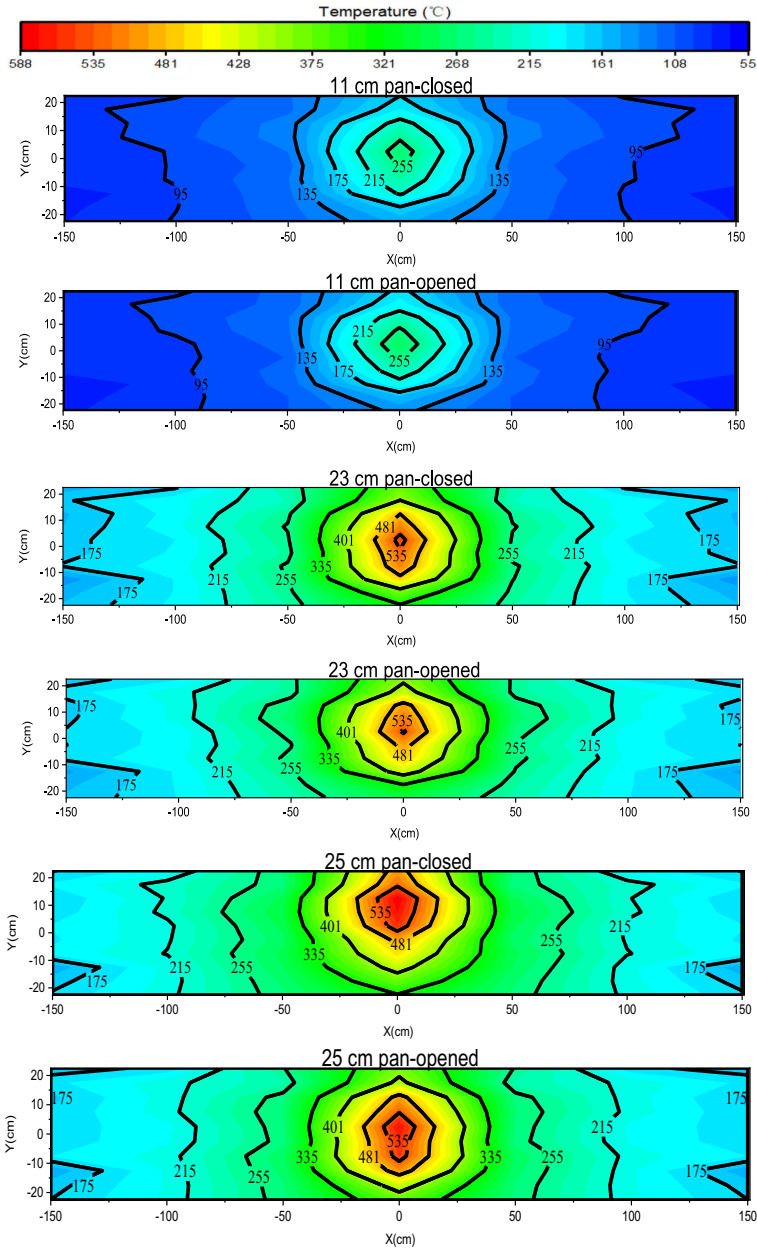 Temperature (℃)
588 535 481 428 375 321 268 215 161 108 55
11 cm pan-closed
Y(cm)
20
10
0
-10
-20
95 135 175 215 255 135 95
-150 -100 -50 0 50 100 150
X(cm)
11 cm pan-opened
Y(cm)
20
10
0
-10
-20
95 135 175 215 255 135 95
-150 -100 -50 0 50 100 150
X(cm)
23 cm pan-closed
Y(cm)
20
10
0
-10
-20
175 175 215 255 335 401 481 535 255 215 175 175
-150 -100 -50 0 50 100 150
X(cm)
23 cm pan-opened
Y(cm)
20
10
0
-10
-20
175 175 215 255 335 401 535 481 255 215 175 175
-150 -100 -50 0 50 100 150
X(cm)
25 cm pan-closed
Y(cm)
20
10
0
-10
-20
175 215 255 335 401 535 481 255 215 175
-150 -100 -50 0 50 100 150
X(cm)
25 cm pan-opened
Y(cm)
20
10
0
-10
-20
175 175 215 255 335 401 481 535 335 255 215 175 175
-150 -100 -50 0 50 100 150
X(cm)